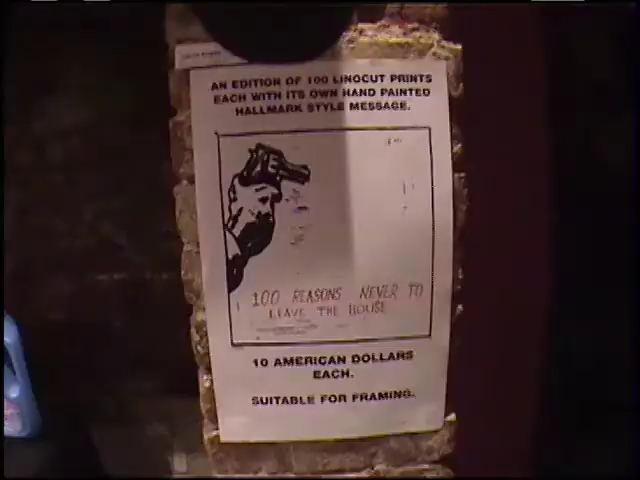 AN EDITION OF 100 LINOCUT PRINTS
EACH WITH ITS OWN HAND PAINTED
HALLMARK STYLE MESSAGE.
100 REASONS NEVER TO
LEAVE THE HOUSE
10 AMERICAN DOLLARS
EACH.
SUITABLE FOR FRAMING.